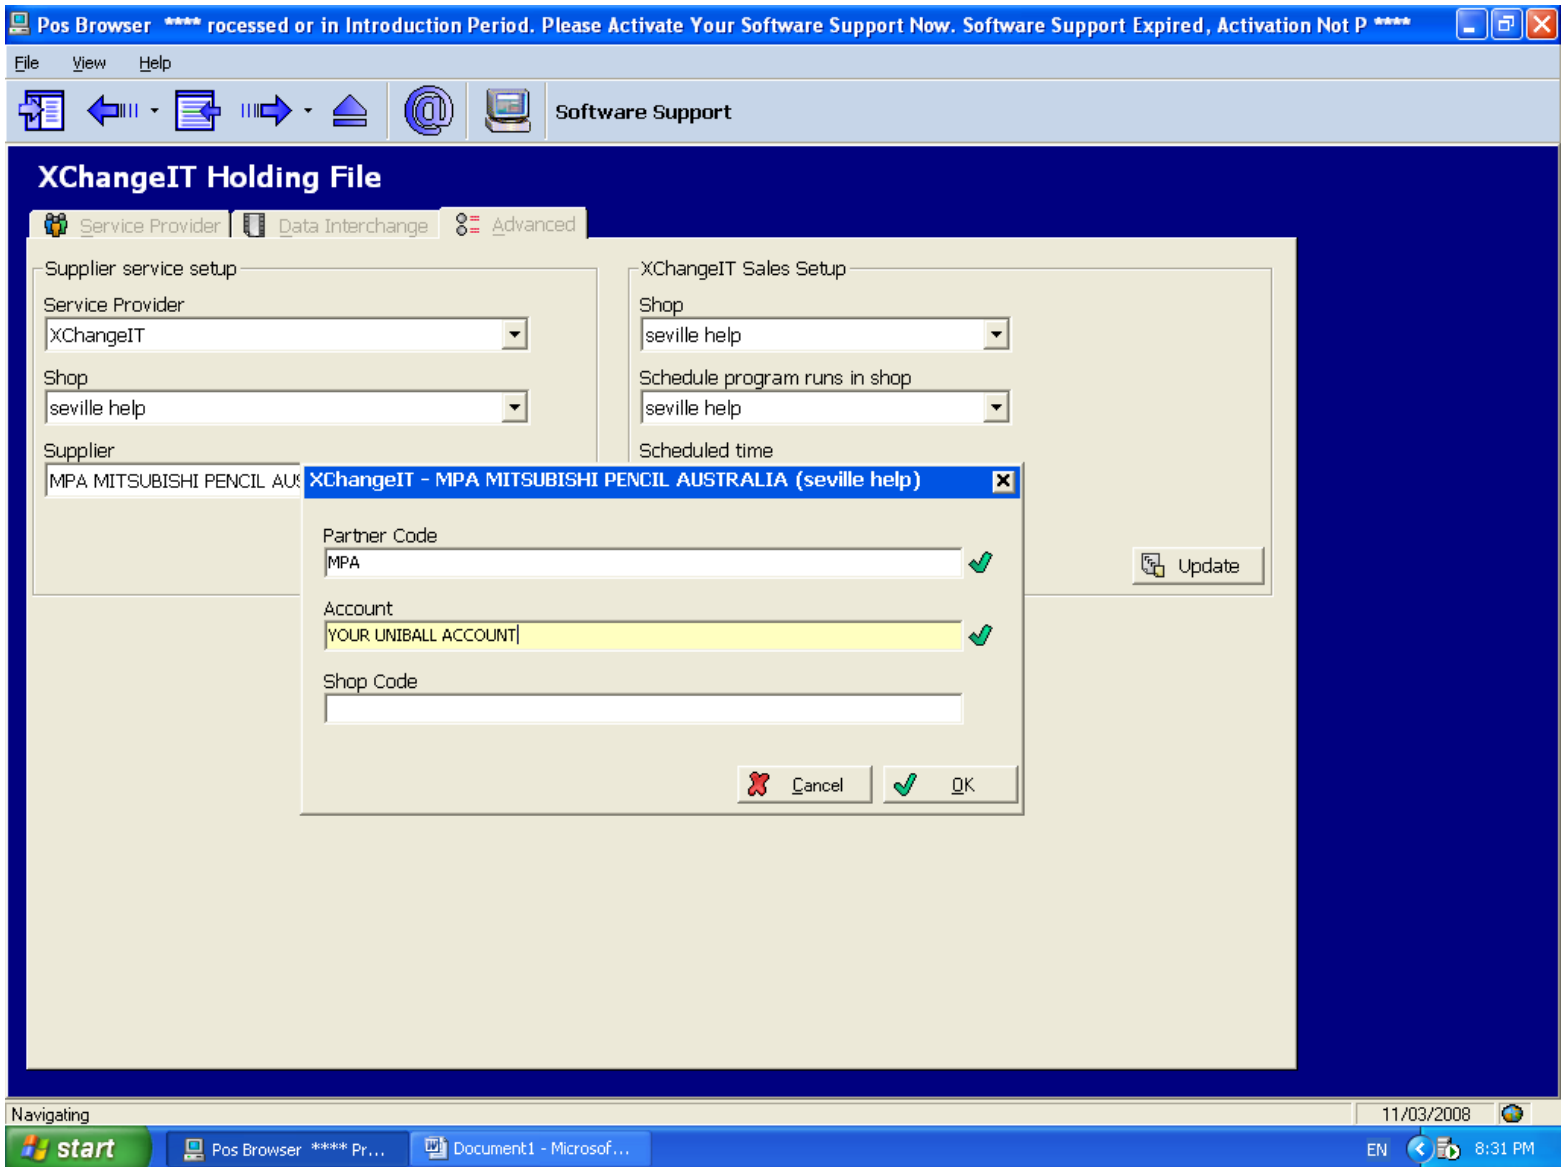 Pos Browser **** rocessed or in Introduction Period. Please Activate Your Software Support Now. Software Support Expired, Activation Not P ****
File View Help
Software Support
XChangeIT Holding File
Service Provider Data Interchange Advanced
Supplier service setup
Service Provider
XChangeIT
Shop
seville help
Supplier
MPA MITSUBISHI PENCIL AUS
XChangeIT Sales Setup
Shop
seville help
Schedule program runs in shop
seville help
Scheduled time
Update
XChangeIT - MPA MITSUBISHI PENCIL AUSTRALIA (seville help)
Partner Code
MPA
Account
YOUR UNIBALL ACCOUNT
Shop Code
Cancel OK
Navigating 11/03/2008
start Pos Browser **** Pr... Document1 - Microsof... EN 8:31 PM